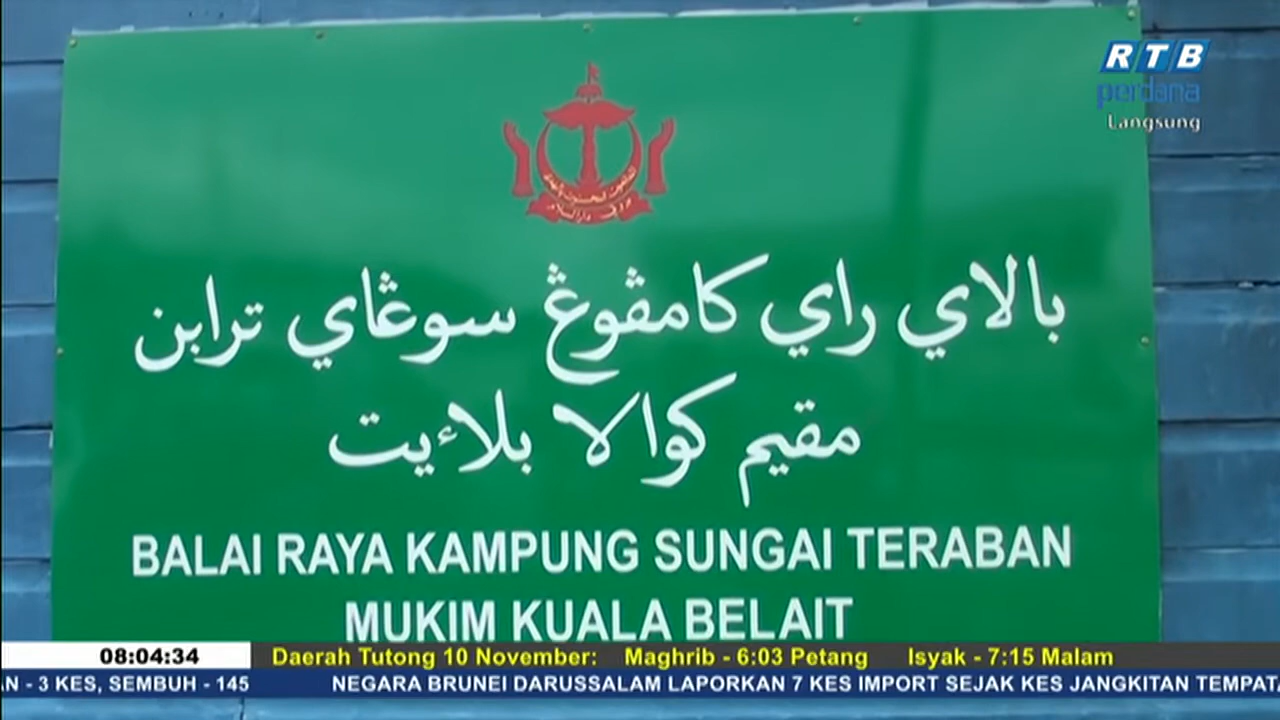 RTB
perdana
Langsung
بالاي راي كامڤوڠ سوڠاي ترابن
مقيم كوالا بلاءيت
BALAI RAYA KAMPUNG SUNGAI TERABAN
MUKIM KUALA BELAIT
08:04:34 Daerah Tutong 10 November: Maghrib - 6:03 Petang Isyak - 7:15 Malam
- 3 KES, SEMBUH - 145 NEGARA BRUNEI DARUSSALAM LAPORKAN 7 KES IMPORT SEJAK KES JANGKITAN